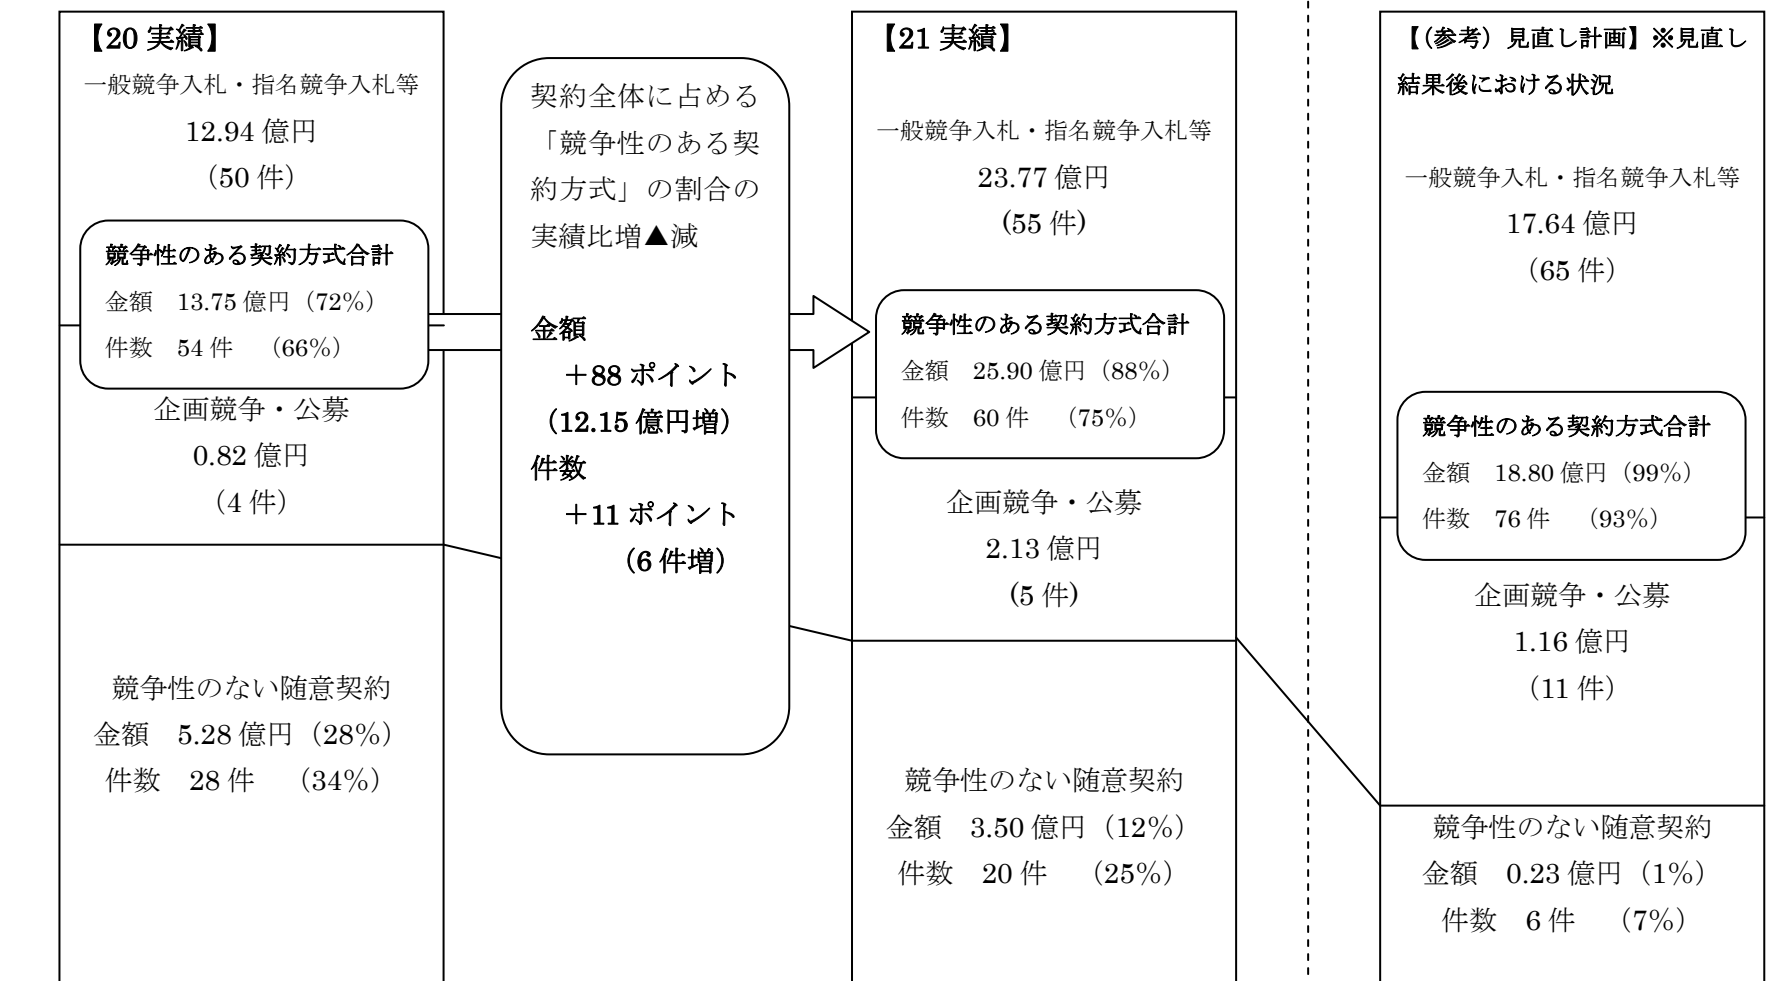 【20 実績】
一般競争入札・指名競争入札等
12.94 億円
（50 件）
競争性のある契約方式合計
金額　13.75 億円（72%）
件数　54 件　（66%）
企画競争・公募
0.82 億円
（4 件）
競争性のない随意契約
金額　5.28 億円（28%）
件数　28 件　（34%）
契約全体に占める
「競争性のある契
約方式」の割合の
実績比増▲減
金額
＋88 ポイント
（12.15 億円増）
件数
＋11 ポイント
（6 件増）
【21 実績】
一般競争入札・指名競争入札等
23.77 億円
(55 件)
競争性のある契約方式合計
金額　25.90 億円（88%）
件数　60 件　（75%）
企画競争・公募
2.13 億円
(5 件)
競争性のない随意契約
金額　3.50 億円（12%）
件数　20 件　（25%）
【（参考）見直し計画】※見直し
結果後における状況
一般競争入札・指名競争入札等
17.64 億円
（65 件）
競争性のある契約方式合計
金額　18.80 億円（99%）
件数　76 件　（93%）
企画競争・公募
1.16 億円
（11 件）
競争性のない随意契約
金額　0.23 億円（1%）
件数　6 件　（7%）